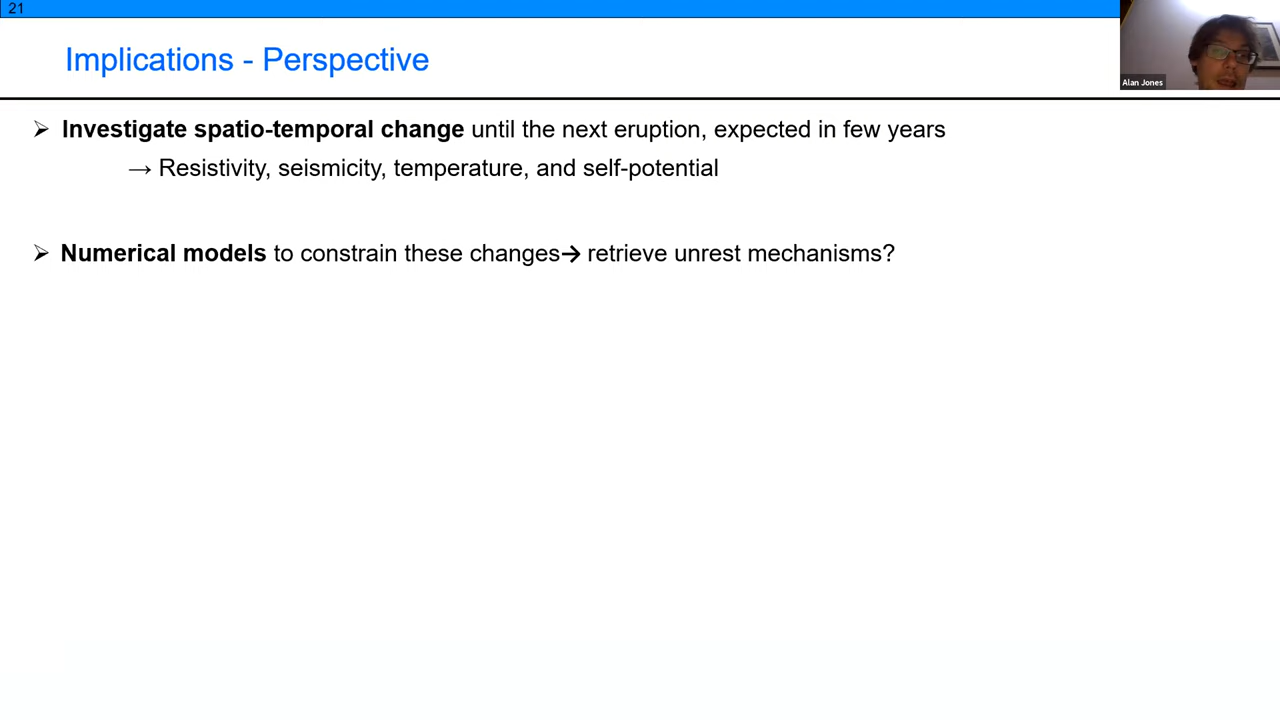 21
Implications - Perspective
Alan Jones
➢ Investigate spatio-temporal change until the next eruption, expected in few years
→ Resistivity, seismicity, temperature, and self-potential
➢ Numerical models to constrain these changes→ retrieve unrest mechanisms?